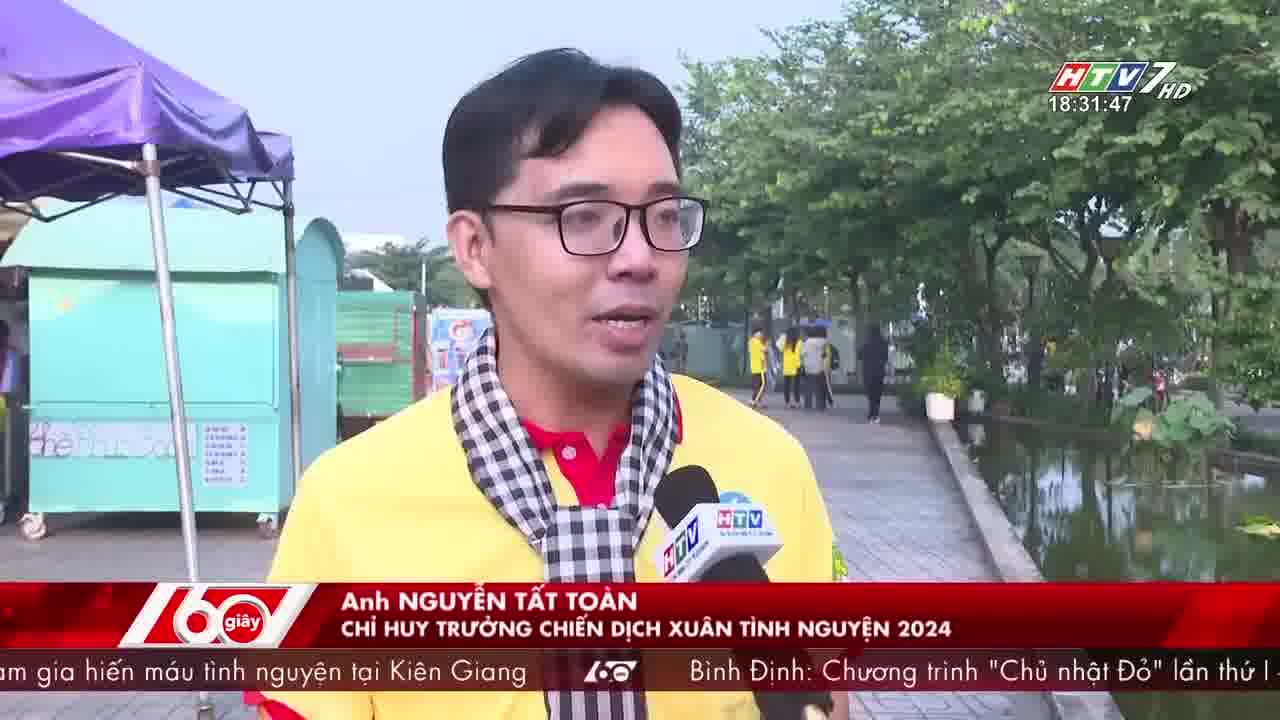 HTV7
HD
18:31:47
HTV
HTV
60
giây
Anh NGUYỄN TẤT TOÀN
CHỈ HUY TRƯỞNG CHIẾN DỊCH XUÂN TÌNH NGUYỆN 2024
am gia hiến máu tình nguyện tại Kiên Giang
60
Bình Định: Chương trình "Chủ nhật Đỏ" lần thứ I